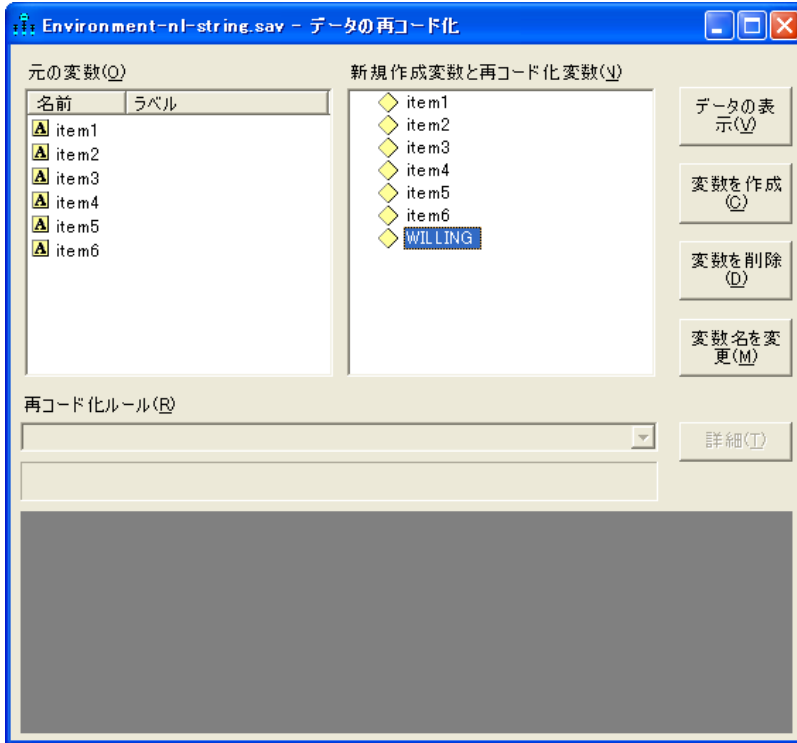 Environment-nl-string.sav - データの再コード化
元の変数(O)
名前 ラベル
item1
item2
item3
item4
item5
item6
新規作成変数と再コード化変数(N)
item1
item2
item3
item4
item5
item6
WILLING
データの表
示(V)
変数を作成
(C)
変数を削除
(D)
変数名を変
更(M)
再コード化ルール(R)
詳細(T)